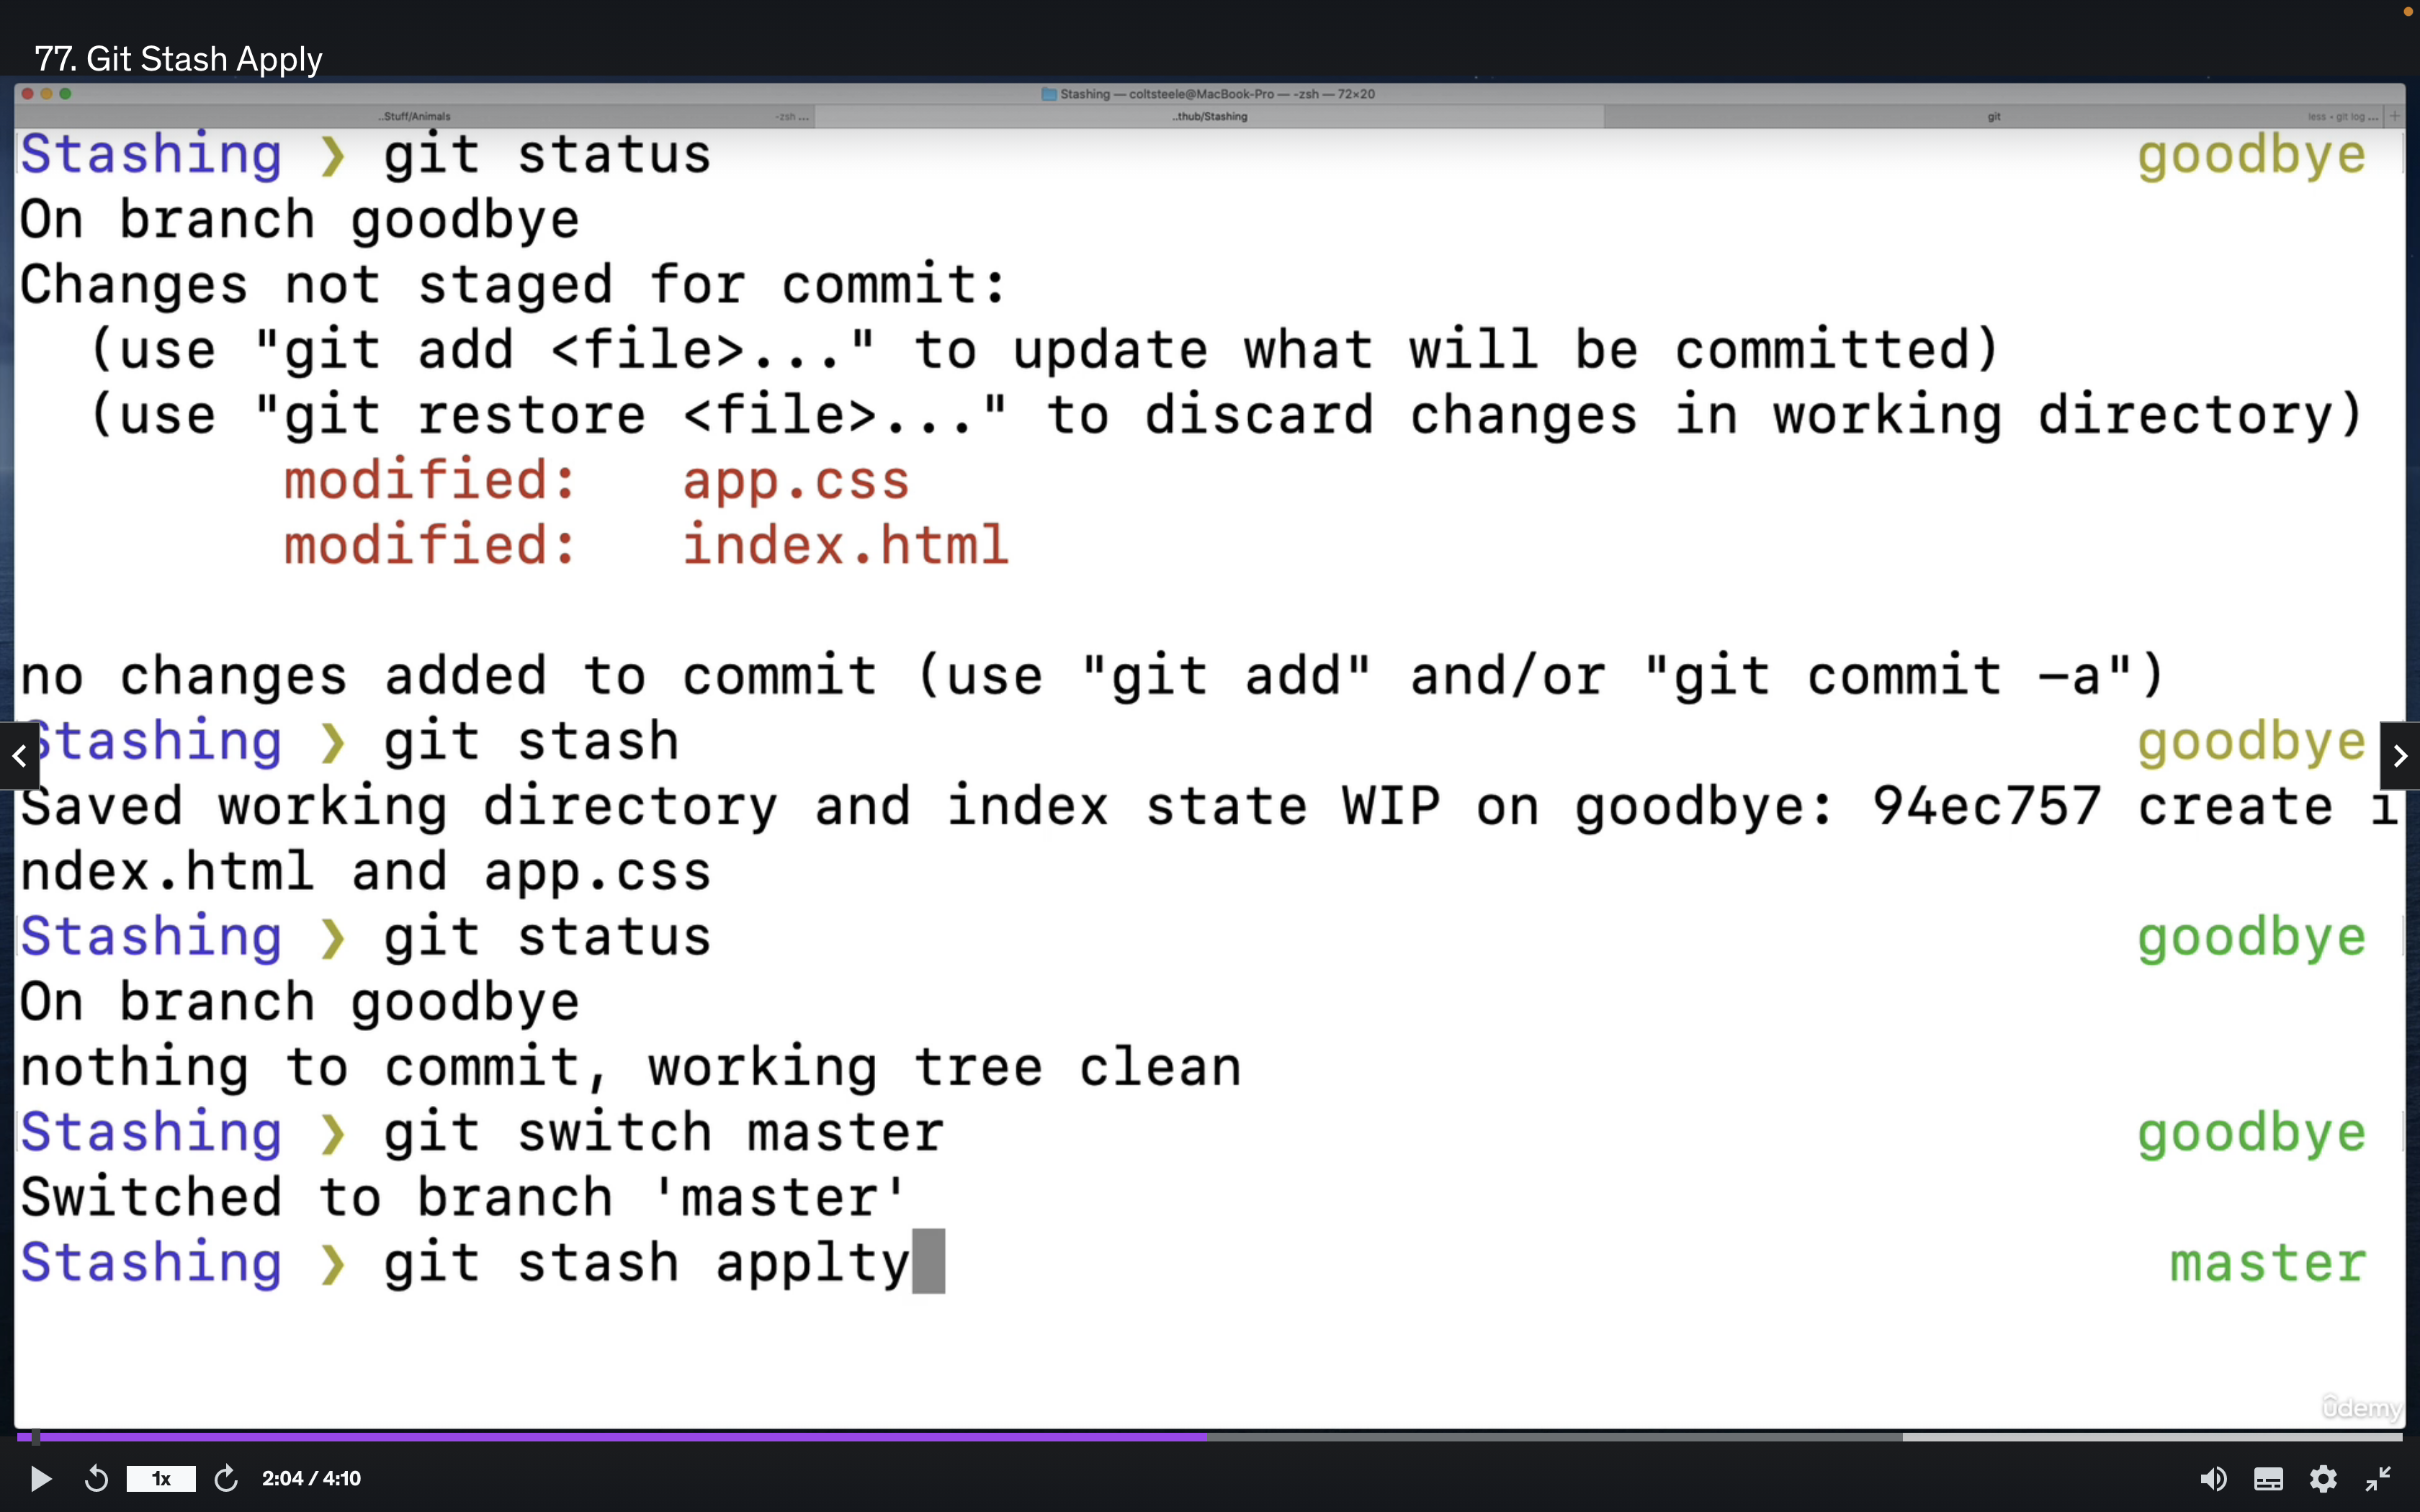 77. Git Stash Apply
Stashing — coltsteele@MacBook-Pro — -zsh — 72×20
..Stuff/Animals -zsh ... ..thub/Stashing git less • git log ... +
Stashing ❯ git status goodbye
On branch goodbye
Changes not staged for commit:
(use "git add <file>..." to update what will be committed)
(use "git restore <file>..." to discard changes in working directory)
modified: app.css
modified: index.html
no changes added to commit (use "git add" and/or "git commit -a")
Stashing ❯ git stash goodbye
Saved working directory and index state WIP on goodbye: 94ec757 create i
ndex.html and app.css
Stashing ❯ git status goodbye
On branch goodbye
nothing to commit, working tree clean
Stashing ❯ git switch master goodbye
Switched to branch 'master'
Stashing ❯ git stash applty master
ûdemy
1x 2:04 / 4:10